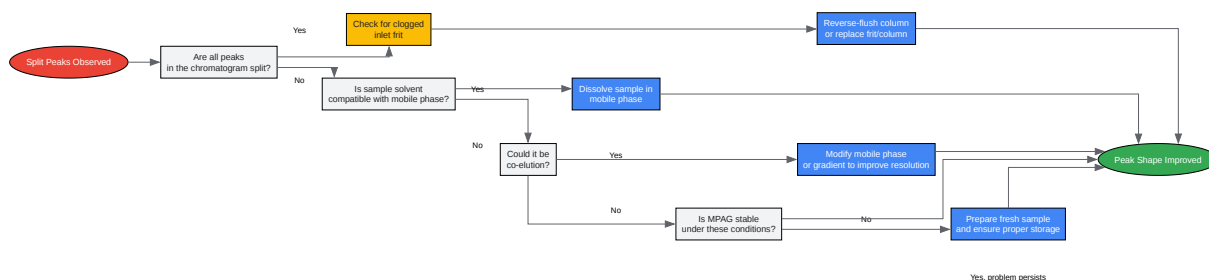 Yes
Check for clogged
inlet frit
Reverse-flush column
or replace frit/column
Split Peaks Observed
Are all peaks
in the chromatogram split?
No
Is sample solvent
compatible with mobile phase?
Yes
Dissolve sample in
mobile phase
No
Could it be
co-elution?
Yes
Modify mobile phase
or gradient to improve resolution
Peak Shape Improved
No
Is MPAG stable
under these conditions?
No
Prepare fresh sample
and ensure proper storage
Yes, problem persists